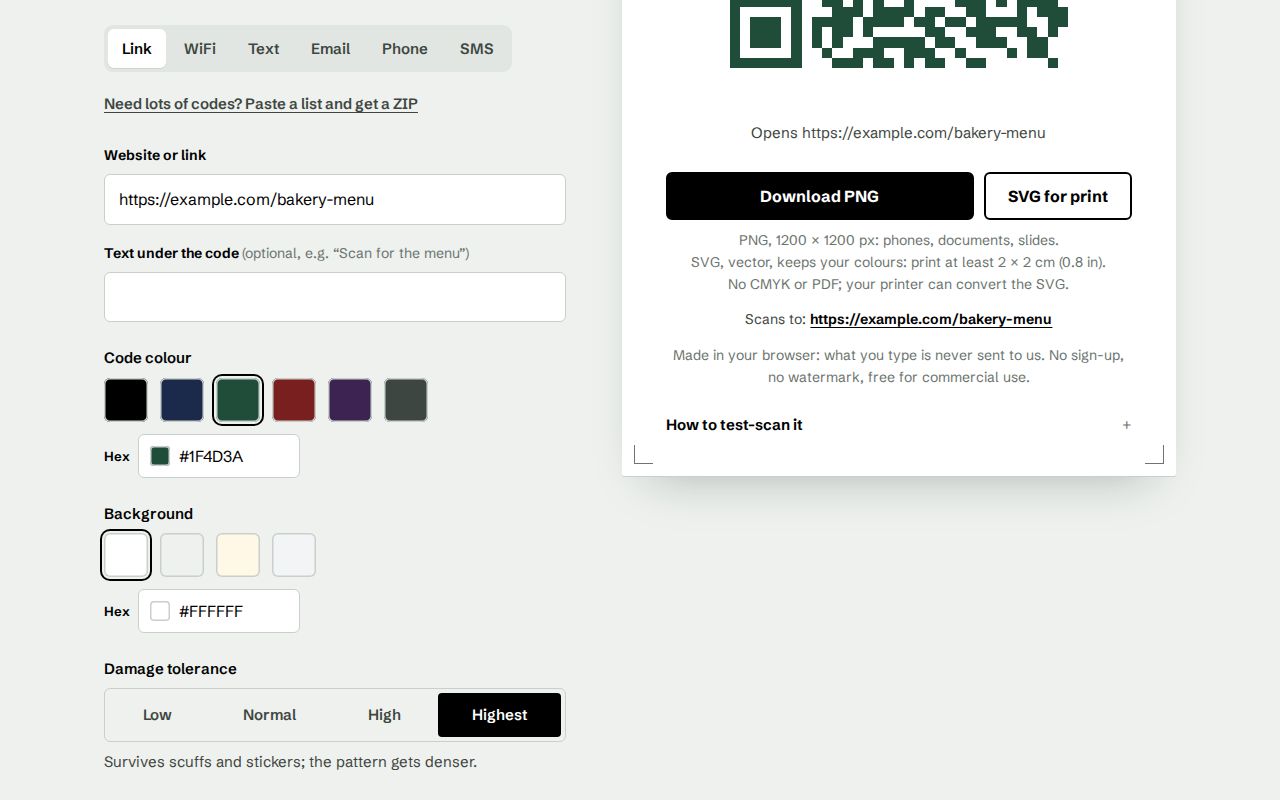 Link WiFi Text Email Phone SMS
Need lots of codes? Paste a list and get a ZIP
Website or link
https://example.com/bakery-menu
Text under the code (optional, e.g. “Scan for the menu”)
Code colour
Hex #1F4D3A
Background
Hex #FFFFFF
Damage tolerance
Low Normal High Highest
Survives scuffs and stickers; the pattern gets denser.
Opens https://example.com/bakery-menu
Download PNG SVG for print
PNG, 1200 × 1200 px: phones, documents, slides.
SVG, vector, keeps your colours: print at least 2 × 2 cm (0.8 in).
No CMYK or PDF; your printer can convert the SVG.
Scans to: https://example.com/bakery-menu
Made in your browser: what you type is never sent to us. No sign-up,
no watermark, free for commercial use.
How to test-scan it +